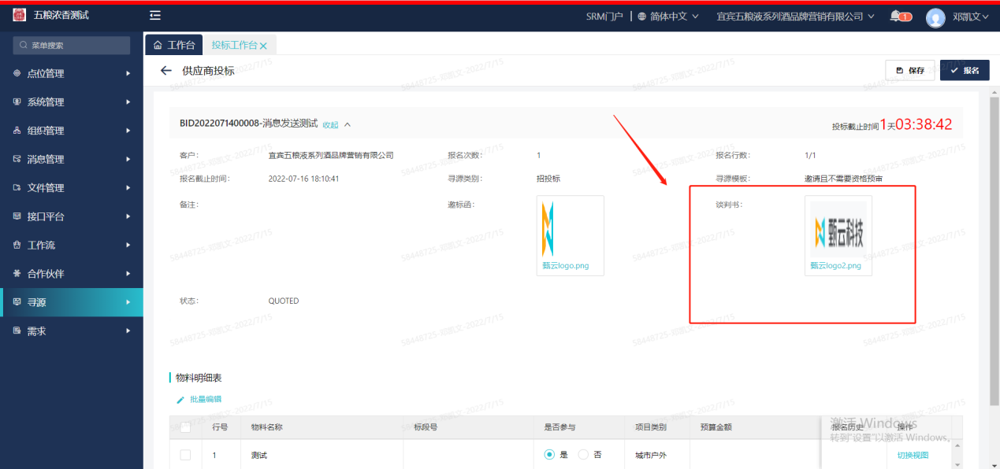 五粮浓香测试
SRM门户 简体中文 宜宾五粮液系列酒品牌营销有限公司 1 邓凯文
菜单搜索
工作台 投标工作台
供应商投标
保存 报名
点位管理
系统管理
组织管理
消息管理
文件管理
接口平台
工作流
合作伙伴
寻源
需求
BID2022071400008-消息发送测试 收起
投标截止时间1天03:38:42
客户: 宜宾五粮液系列酒品牌营销有限公司 报名次数: 1 报名行数: 1/1
报名截止时间: 2022-07-16 18:10:41 寻源类别: 招投标 寻源模板: 邀请且不需要资格预审
备注: 邀标函: 谈判书:
甄云科技
甄云logo.png 甄云logo2.png
状态: QUOTED
物料明细表
批量编辑
行号 物料名称 标段号 是否参与 项目类别 预算金额 报名历史 操作
1 测试 是 否 城市户外 切换视图
激活 Windows
转到"设置"以激活 Windows。
58448725-邓凯文-2022/7/15